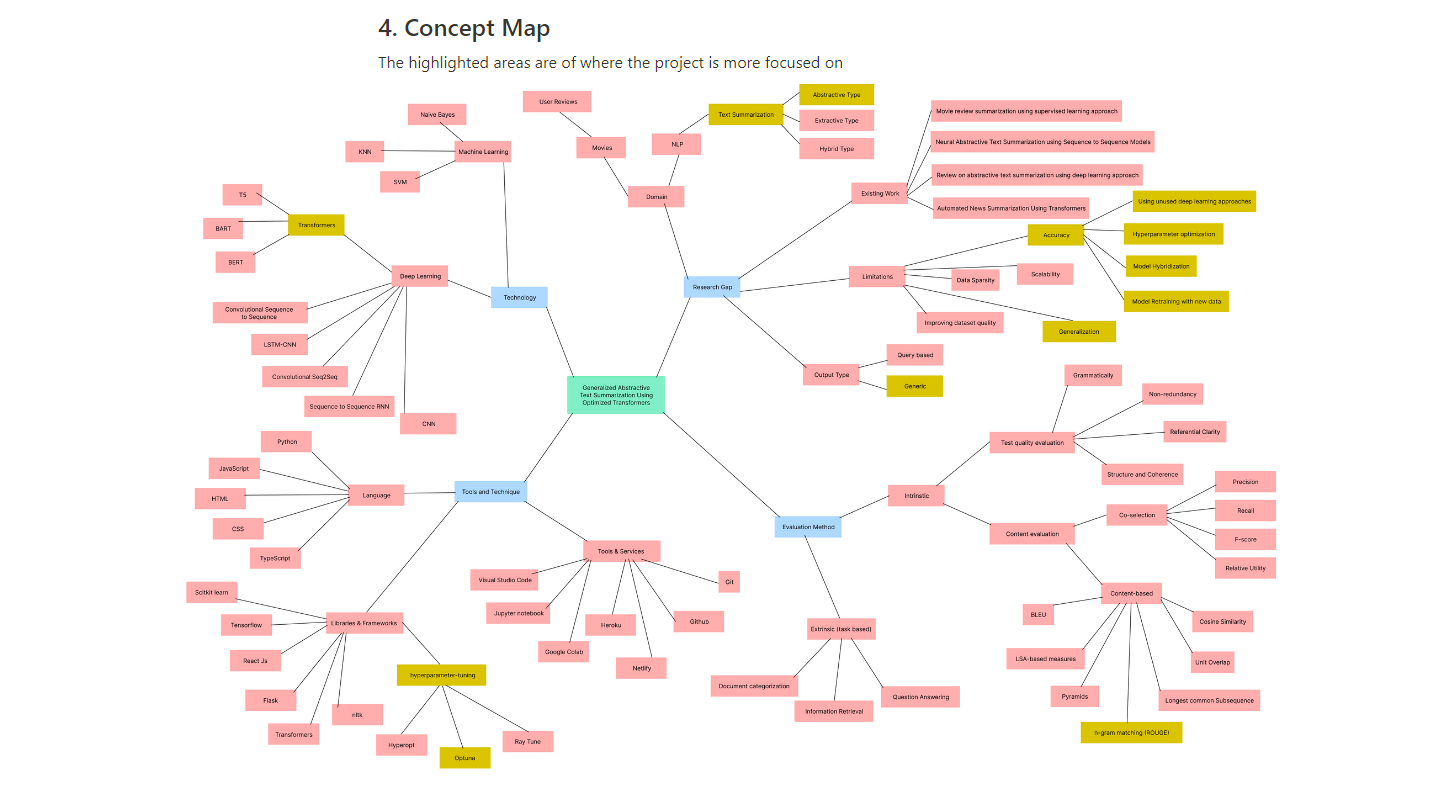 4. Concept Map
The highlighted areas are of where the project is more focused on
User Reviews
Movies
NLP
Domain
Text Summarization
Abstractive Type
Extractive Type
Hybrid Type
Naive Bayes
KNN
SVM
Machine Learning
T5
BART
BERT
Transformers
Deep Learning
Technology
Convolutional Sequence
to Sequence
LSTM-CNN
Convolutional Seq2Seq
Sequence to Sequence RNN
CNN
Research Gap
Existing Work
Movie review summarization using supervised learning approach
Neural Abstractive Text Summarization using Sequence to Sequence Models
Review on abstractive text summarization using deep learning approach
Automated News Summarization Using Transformers
Limitations
Accuracy
Using unused deep learning approaches
Hyperparameter optimization
Model Hybridization
Model Retraining with new data
Scalability
Data Sparsity
Improving dataset quality
Generalization
Output Type
Query based
Generic
Generalized Abstractive
Text Summarization Using
Optimized Transformers
Tools and Technique
Language
Python
JavaScript
HTML
CSS
TypeScript
Tools & Services
Visual Studio Code
Jupyter notebook
Google Colab
Heroku
Netlify
Github
Git
Libraries & Frameworks
Scitkit learn
Tensorflow
React Js
Flask
Transformers
nltk
hyperparameter-tuning
Hyperopt
Optuna
Ray Tune
Evaluation Method
Intrinstic
Test quality evaluation
Grammatically
Non-redundancy
Referential Clarity
Structure and Coherence
Content evaluation
Co-selection
Precision
Recall
F-score
Relative Utility
Content-based
BLEU
LSA-based measures
Pyramids
n-gram matching (ROUGE)
Longest common Subsequence
Unit Overlap
Cosine Similarity
Extrinsic (task based)
Document categorization
Information Retrieval
Question Answering